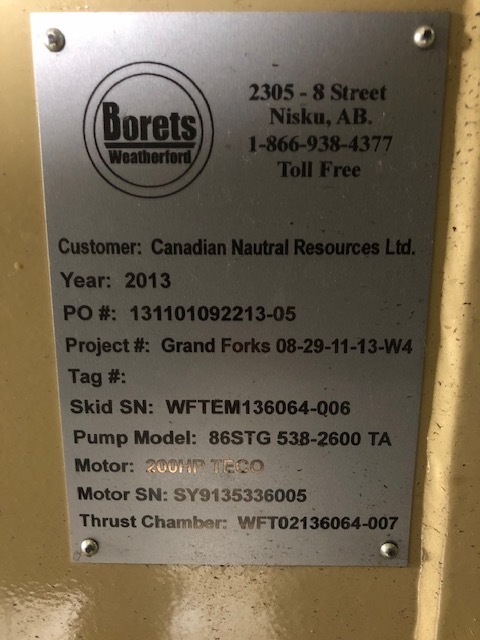 Borets
Weatherford
2305 - 8 Street
Nisku, AB.
1-866-938-4377
Toll Free
Customer: Canadian Nautral Resources Ltd.
Year: 2013
PO #: 131101092213-05
Project #: Grand Forks 08-29-11-13-W4
Tag #:
Skid SN: WFTEM136064-006
Pump Model: 86STG 538-2600 TA
Motor: 200HP TECO
Motor SN: SY9135336005
Thrust Chamber: WFT02136064-007